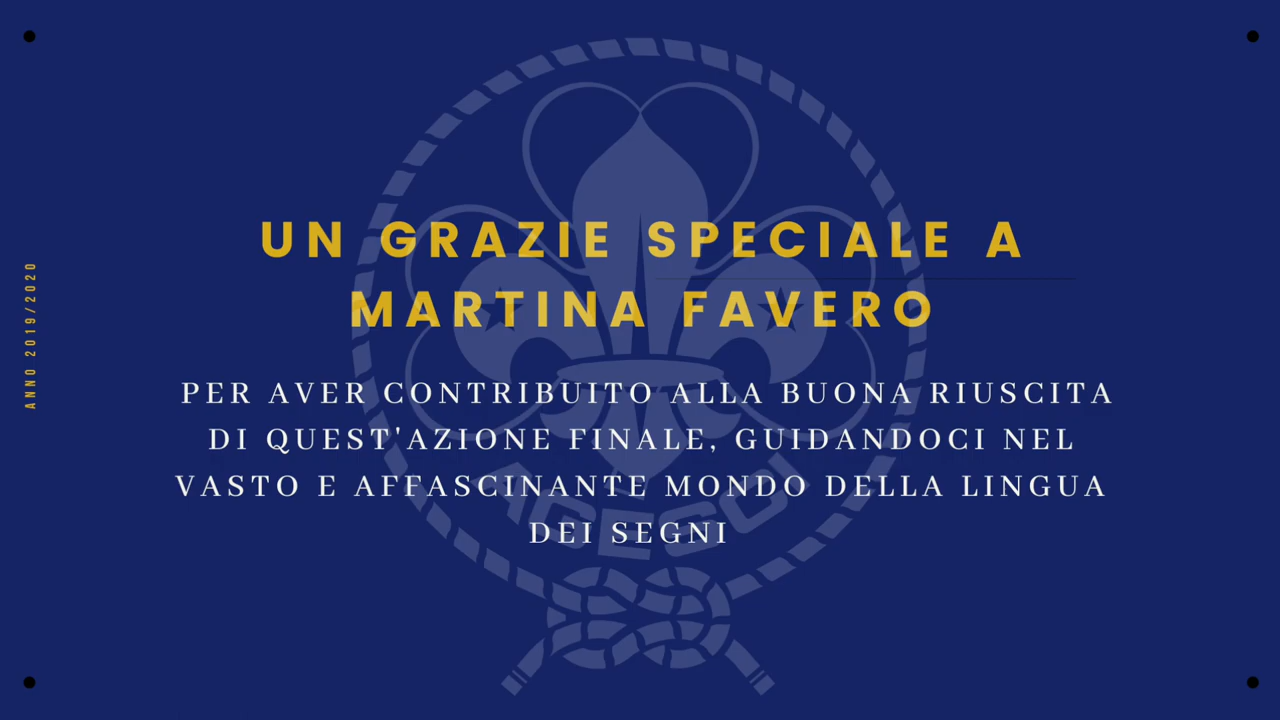 UN GRAZIE SPECIALE A
MARTINA FAVERO
ANNO 2019/2020
PER AVER CONTRIBUITO ALLA BUONA RIUSCITA
DI QUEST'AZIONE FINALE, GUIDANDOCI NEL
VASTO E AFFASCINANTE MONDO DELLA LINGUA
DEI SEGNI
AGESCI